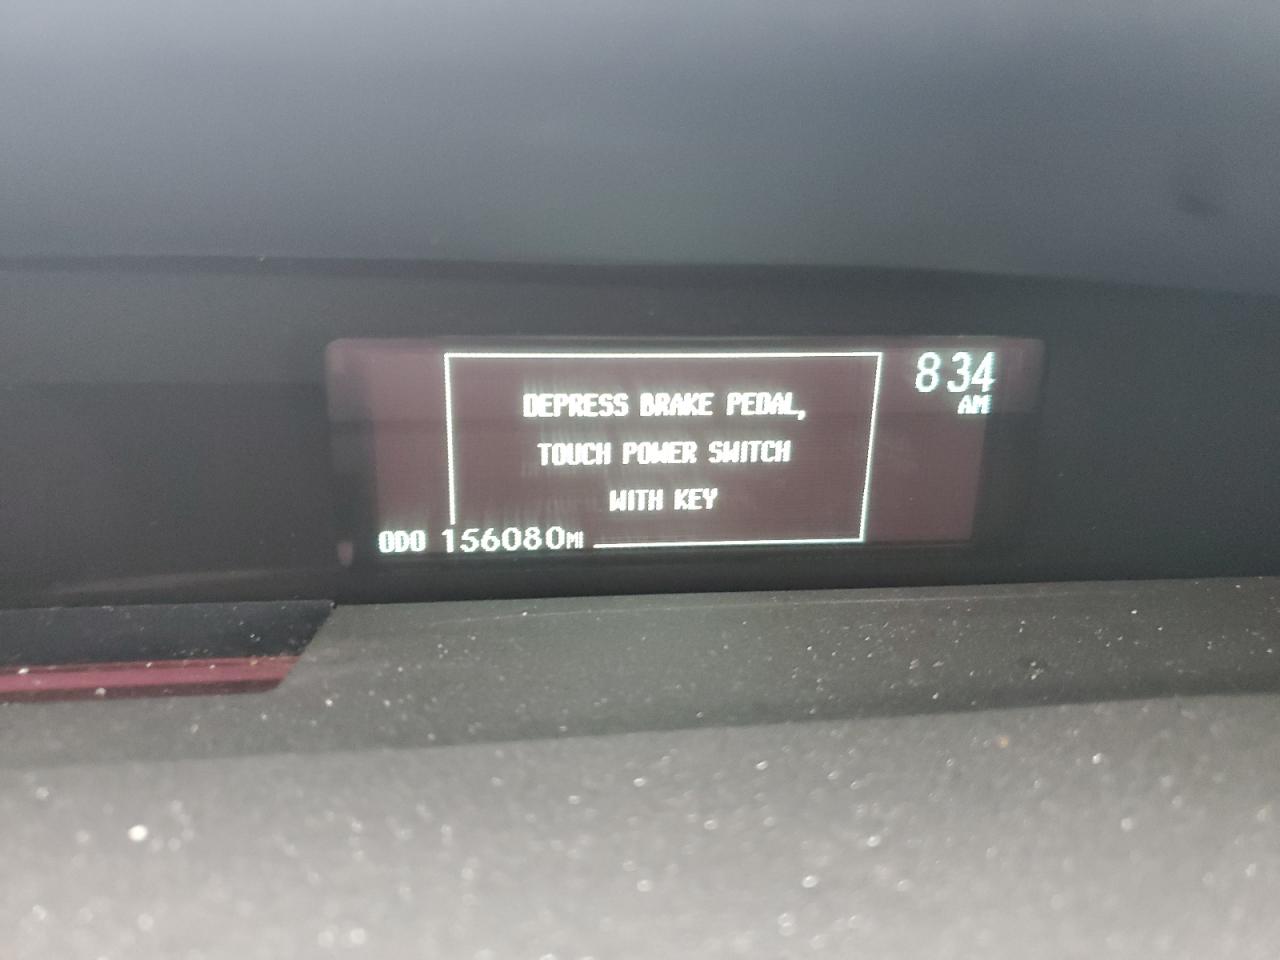 8:34
AM
DEPRESS BRAKE PEDAL,
TOUCH POWER SWITCH
WITH KEY
ODO 156080MI